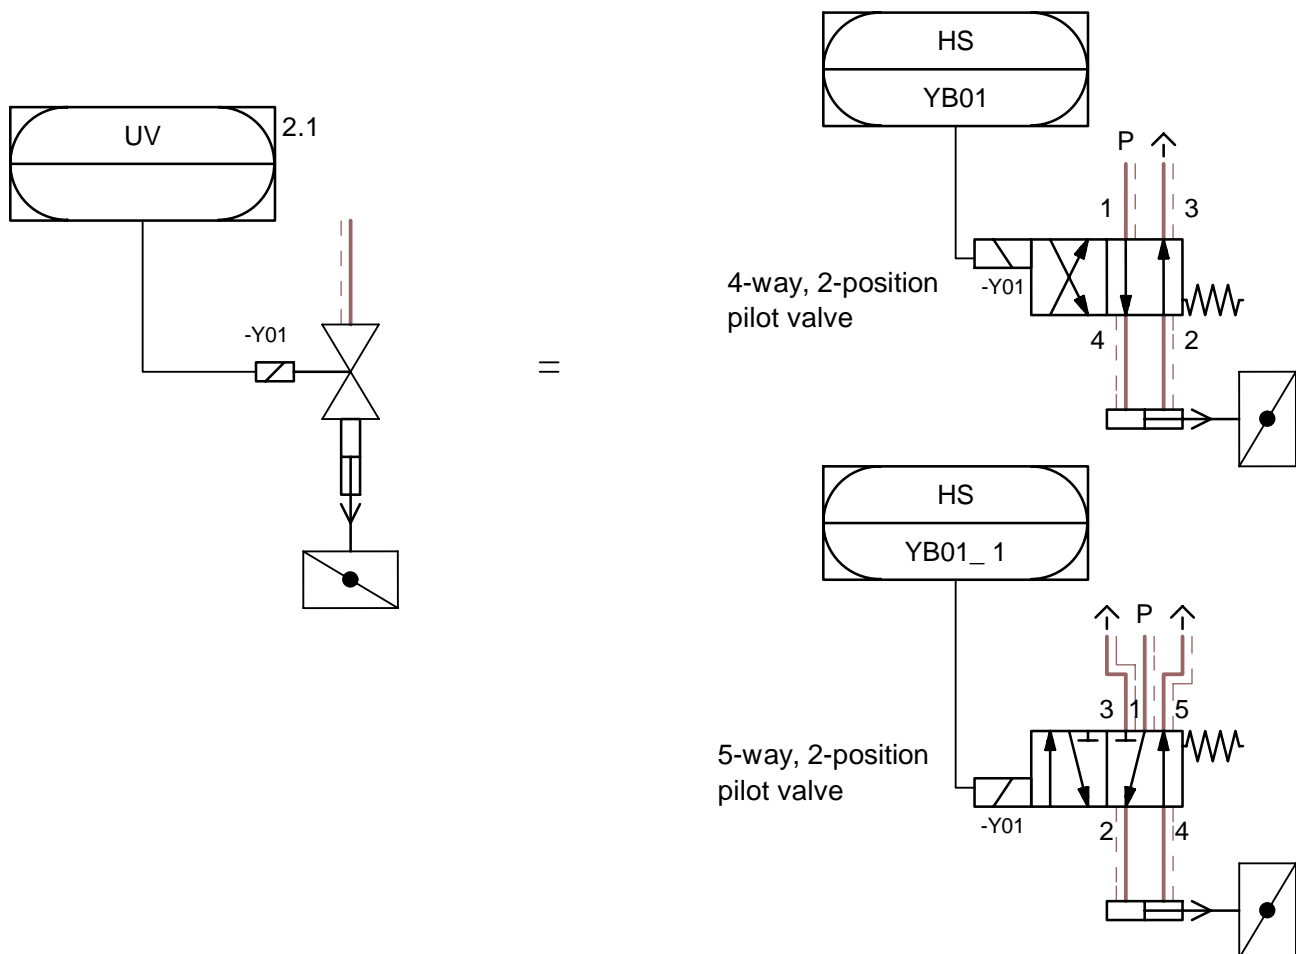 UV
2.1
-Y01
=
HS
YB01
P
1 3
-Y01
4-way, 2-position
pilot valve
4 2
HS
YB01_ 1
P
3 1 5
5-way, 2-position
pilot valve
-Y01
2 4